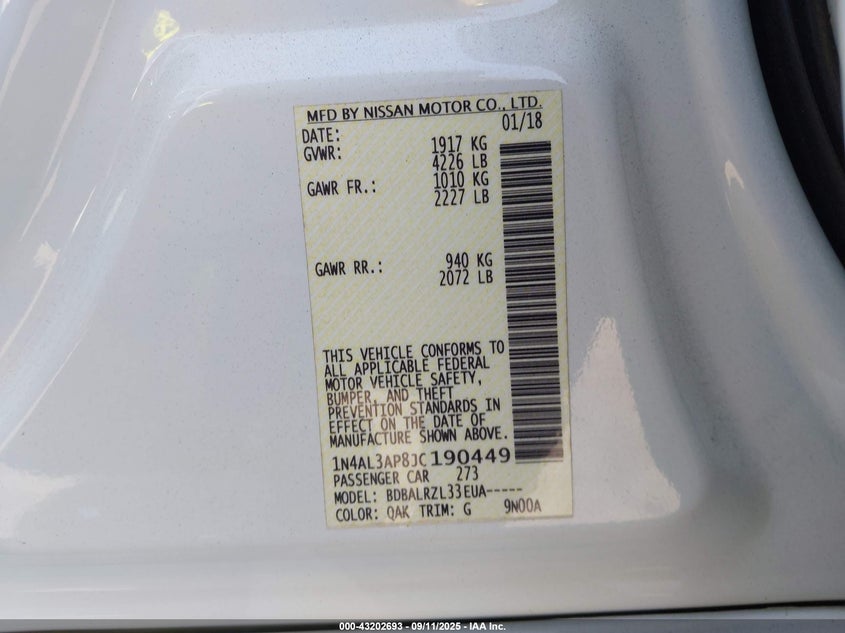 MFD BY NISSAN MOTOR CO., LTD.
DATE: 01/18
GVWR: 1917 KG
4226 LB
GAWR FR.: 1010 KG
2227 LB
GAWR RR.: 940 KG
2072 LB
THIS VEHICLE CONFORMS TO
ALL APPLICABLE FEDERAL
MOTOR VEHICLE SAFETY,
BUMPER, AND THEFT
PREVENTION STANDARDS IN
EFFECT ON THE DATE OF
MANUFACTURE SHOWN ABOVE.
1N4AL3AP8JC190449
PASSENGER CAR 273
MODEL: BDBALRZL33EUA-----
COLOR: QAK TRIM: G 9N00A
000-43202693 - 09/11/2025 - IAA Inc.